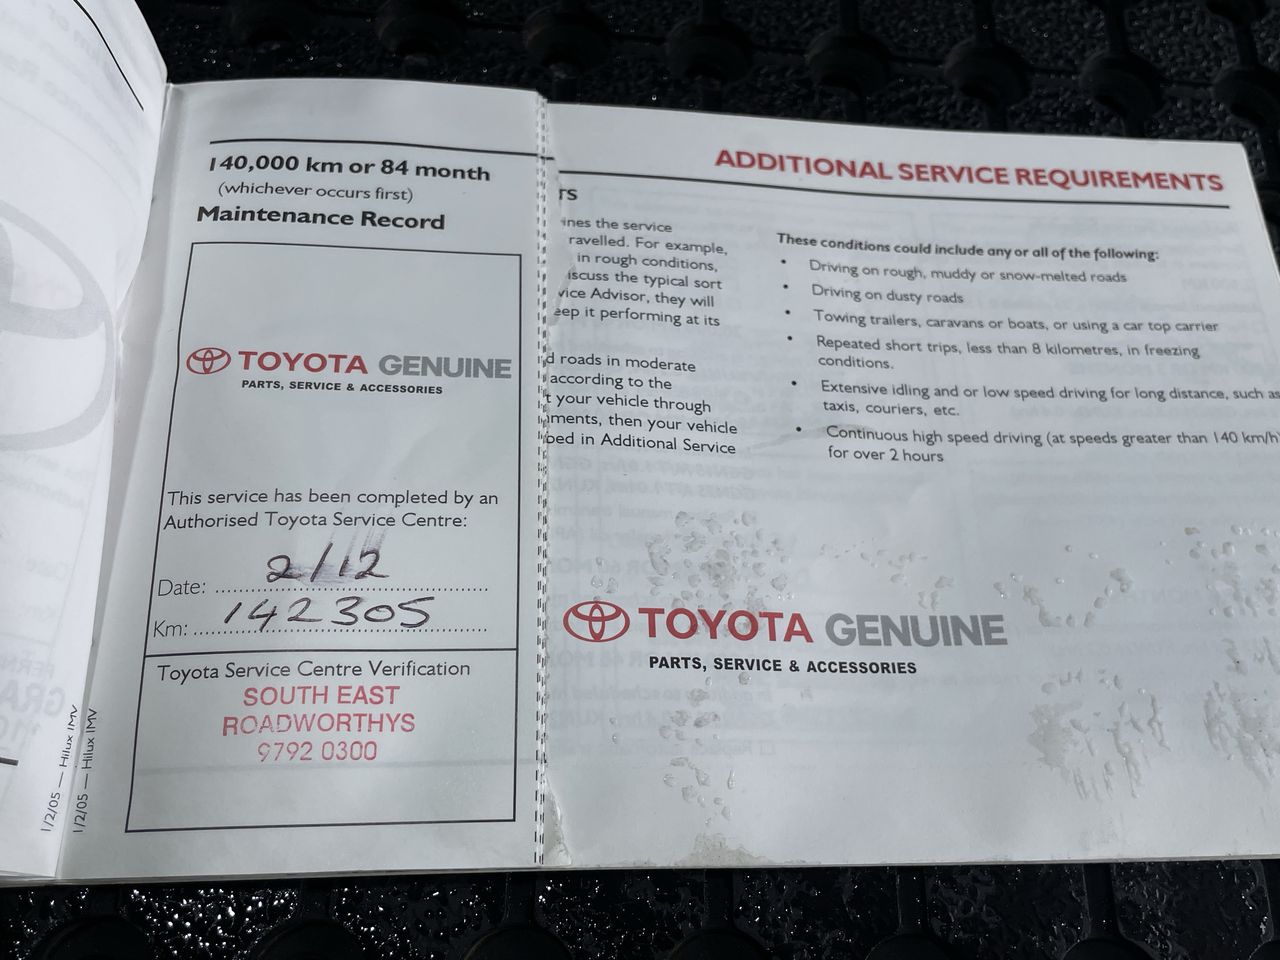 140,000 km or 84 month
(whichever occurs first)
Maintenance Record
TOYOTA GENUINE
PARTS, SERVICE & ACCESSORIES
This service has been completed by an
Authorised Toyota Service Centre:
Date: 2/12
Km: 142305
Toyota Service Centre Verification
SOUTH EAST
ROADWORTHYS
9792 0300
1/2/05 — Hilux IMV
1/2/05 — Hilux IMV
ADDITIONAL SERVICE REQUIREMENTS
TS
ines the service
ravelled. For example,
in rough conditions,
iscuss the typical sort
vice Advisor, they will
eep it performing at its
d roads in moderate
according to the
t your vehicle through
ments, then your vehicle
bed in Additional Service
These conditions could include any or all of the following:
• Driving on rough, muddy or snow-melted roads
• Driving on dusty roads
• Towing trailers, caravans or boats, or using a car top carrier
• Repeated short trips, less than 8 kilometres, in freezing
conditions.
• Extensive idling and or low speed driving for long distance, such as
taxis, couriers, etc.
• Continuous high speed driving (at speeds greater than 140 km/h)
for over 2 hours
TOYOTA GENUINE
PARTS, SERVICE & ACCESSORIES